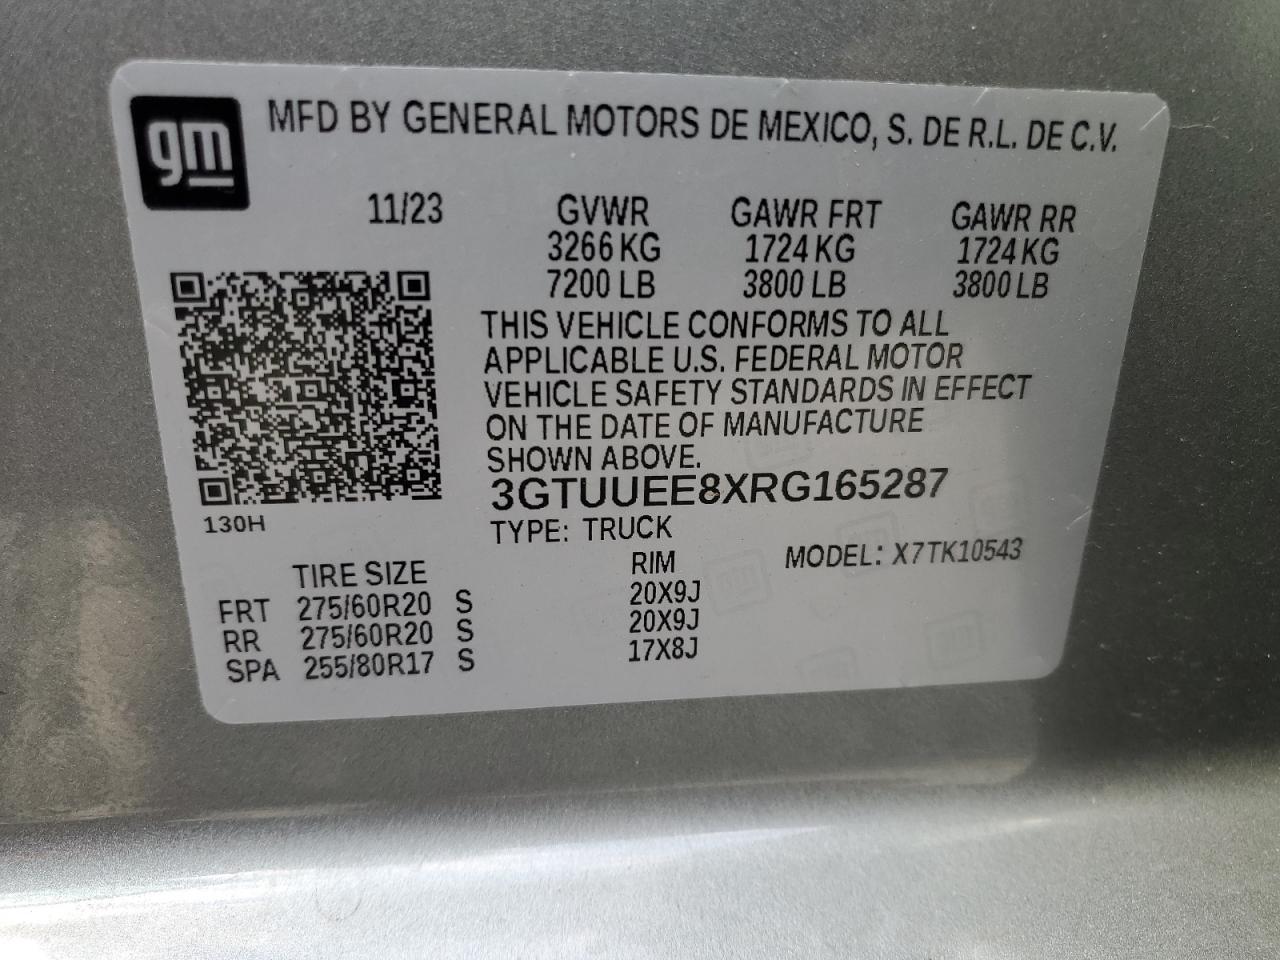 gm
MFD BY GENERAL MOTORS DE MEXICO, S. DE R.L. DE C.V.
11/23 GVWR GAWR FRT GAWR RR
3266 KG 1724 KG 1724 KG
7200 LB 3800 LB 3800 LB
THIS VEHICLE CONFORMS TO ALL
APPLICABLE U.S. FEDERAL MOTOR
VEHICLE SAFETY STANDARDS IN EFFECT
ON THE DATE OF MANUFACTURE
SHOWN ABOVE.
3GTUUEE8XRG165287
130H
TYPE: TRUCK
MODEL: X7TK10543
TIRE SIZE RIM
FRT 275/60R20 S 20X9J
RR 275/60R20 S 20X9J
SPA 255/80R17 S 17X8J